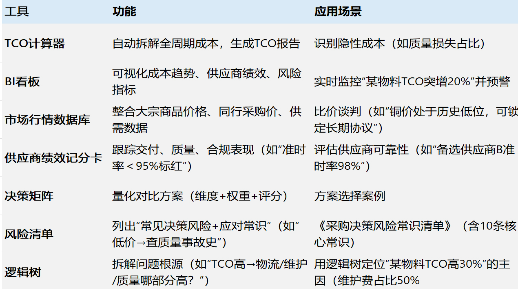 工具 功能 应用场景
TCO计算器 自动拆解全周期成本，生成TCO报告 识别隐性成本（如质量损失占比）
BI看板 可视化成本趋势、供应商绩效、风险
指标 实时监控“某物料TCO突增20%”并预警
市场行情数据库 整合大宗商品价格、同行采购价、供
需数据 比价谈判（如“铜价处于历史低位，可锁
定长期协议”）
供应商绩效记分卡 跟踪交付、质量、合规表现（如“准时
率＜95%标红”） 评估供应商可靠性（如“备选供应商B准
时率98%”）
决策矩阵 量化对比方案（维度+权重+评分） 方案选择案例
风险清单 列出“常见决策风险+应对常识”（如“
低价→查质量事故史”） 《采购决策风险常识清单》（含10条核
心常识）
逻辑树 拆解问题根源（如“TCO高→物流/维护
/质量哪部分高？”） 用逻辑树定位“某物料TCO高30%”的主
因（维护费占比50%